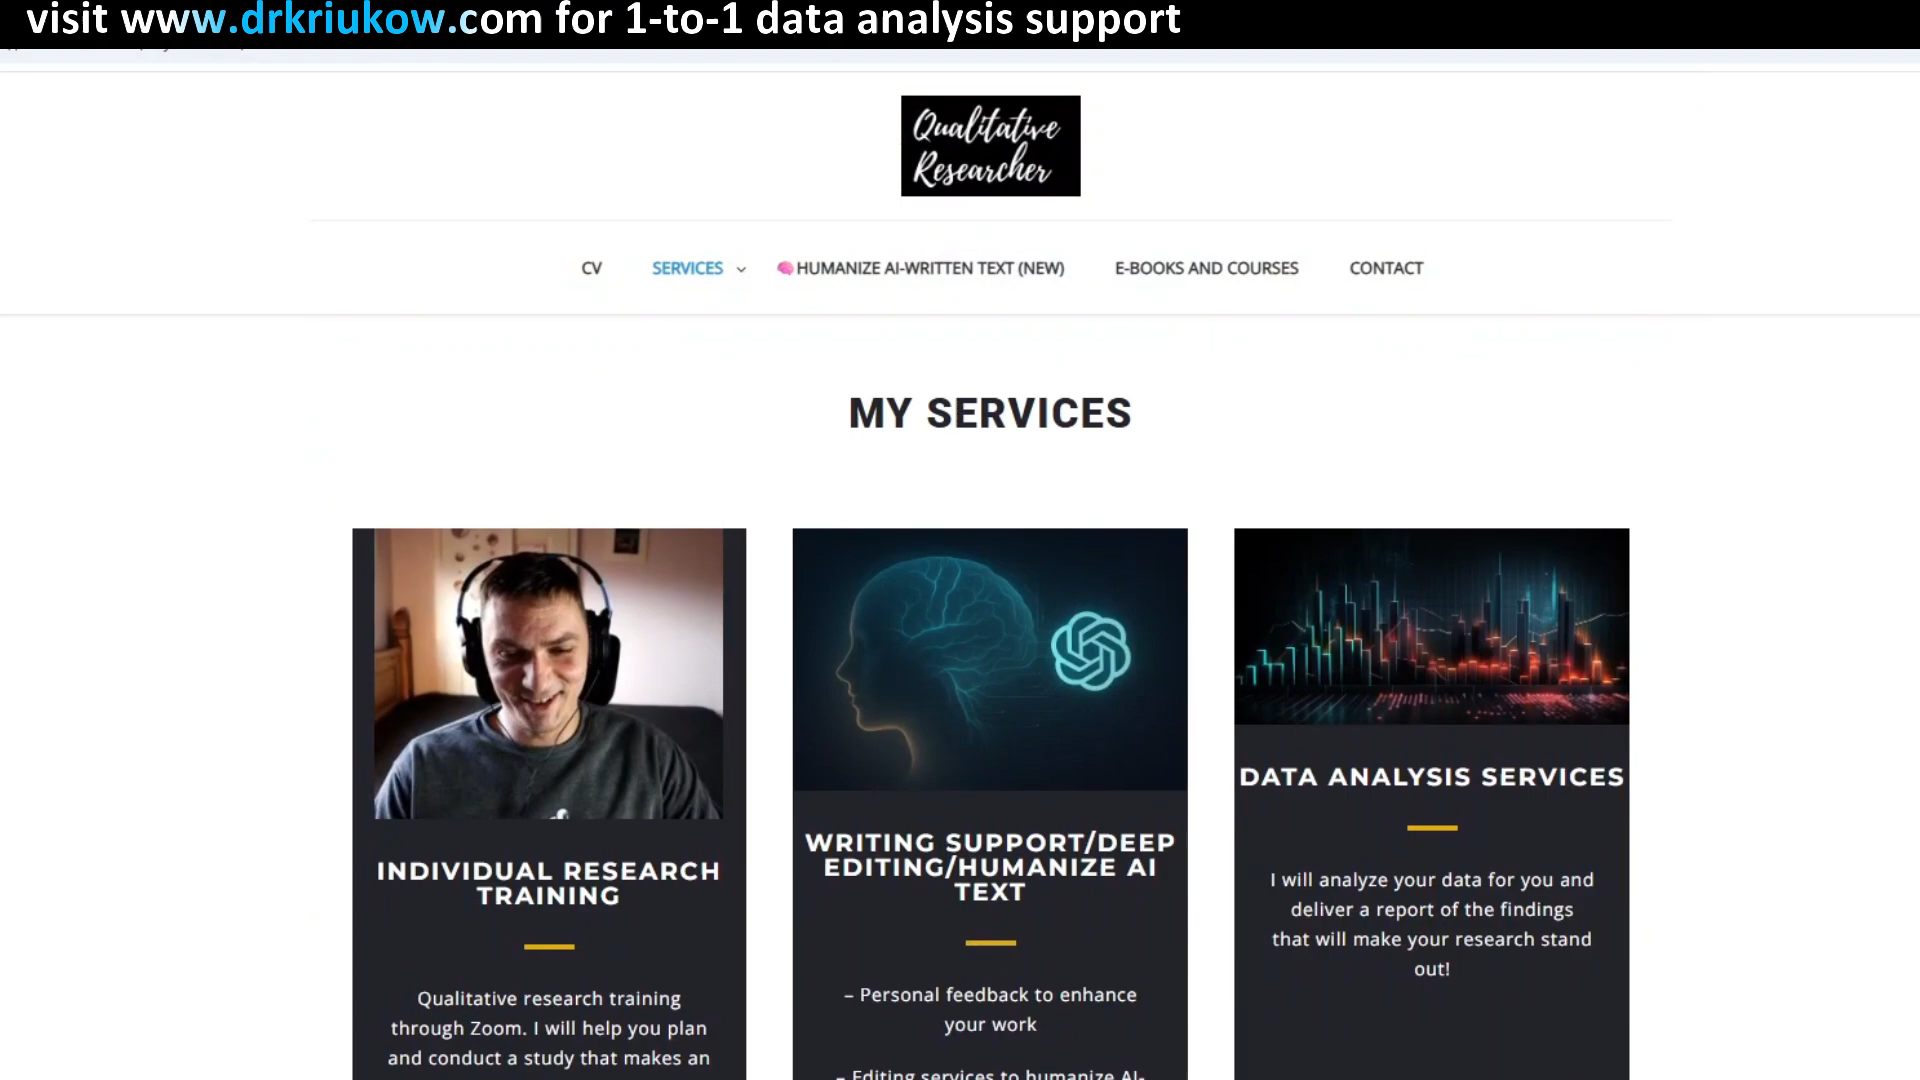 visit www.drkriukow.com for 1-to-1 data analysis support
Qualitative
Researcher
CV
SERVICES
HUMANIZE AI-WRITTEN TEXT (NEW)
E-BOOKS AND COURSES
CONTACT
MY SERVICES
INDIVIDUAL RESEARCH
TRAINING
Qualitative research training
through Zoom. I will help you plan
and conduct a study that makes an
WRITING SUPPORT/DEEP
EDITING/HUMANIZE AI
TEXT
– Personal feedback to enhance
your work
– Editing services to humanize AI-
DATA ANALYSIS SERVICES
I will analyze your data for you and
deliver a report of the findings
that will make your research stand
out!